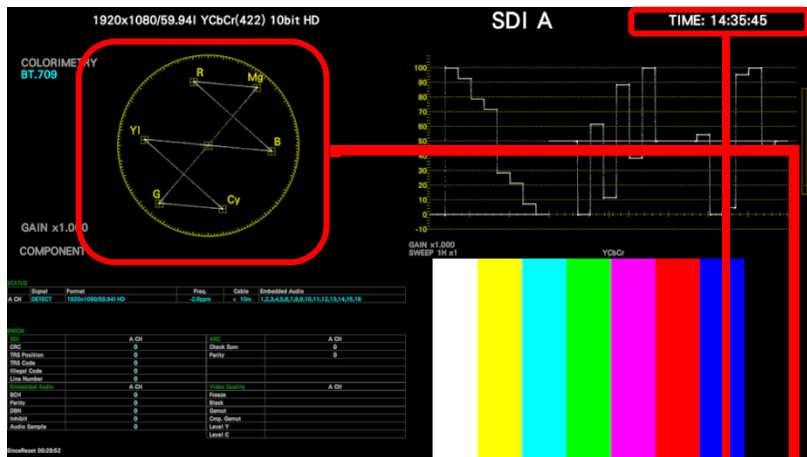 1920x1080/59.94I YCbCr(422) 10bit HD
SDI A
TIME: 14:35:45
COLORIMETRY
BT.709
R
Mg
Yl
B
G
Cy
GAIN x1.000
COMPONENT
100
90
80
70
60
50
40
30
20
10
0
-10
GAIN x1.000
SWEEP 1H x1
YCbCr
STATUS
Signal Format Freq. Cable Embedded Audio
A CH DETECT 1920x1080/59.94I HD -2.6ppm < 10m 1,2,3,4,5,6,7,8,9,10,11,12,13,14,15,16
ERROR
SDI A CH ANC A CH
CRC 0 Check Sum 0
TRS Position 0 Parity 0
TRS Code 0
Illegal Code 0
Line Number 0
Embedded Audio A CH Video Quality A CH
BCH 0 Freeze
Parity 0 Black
DBN 0 Gamut
Inhibit 0 Cmp. Gamut
Audio Sample 0 Level Y
Level C
SinceReset 00:29:52